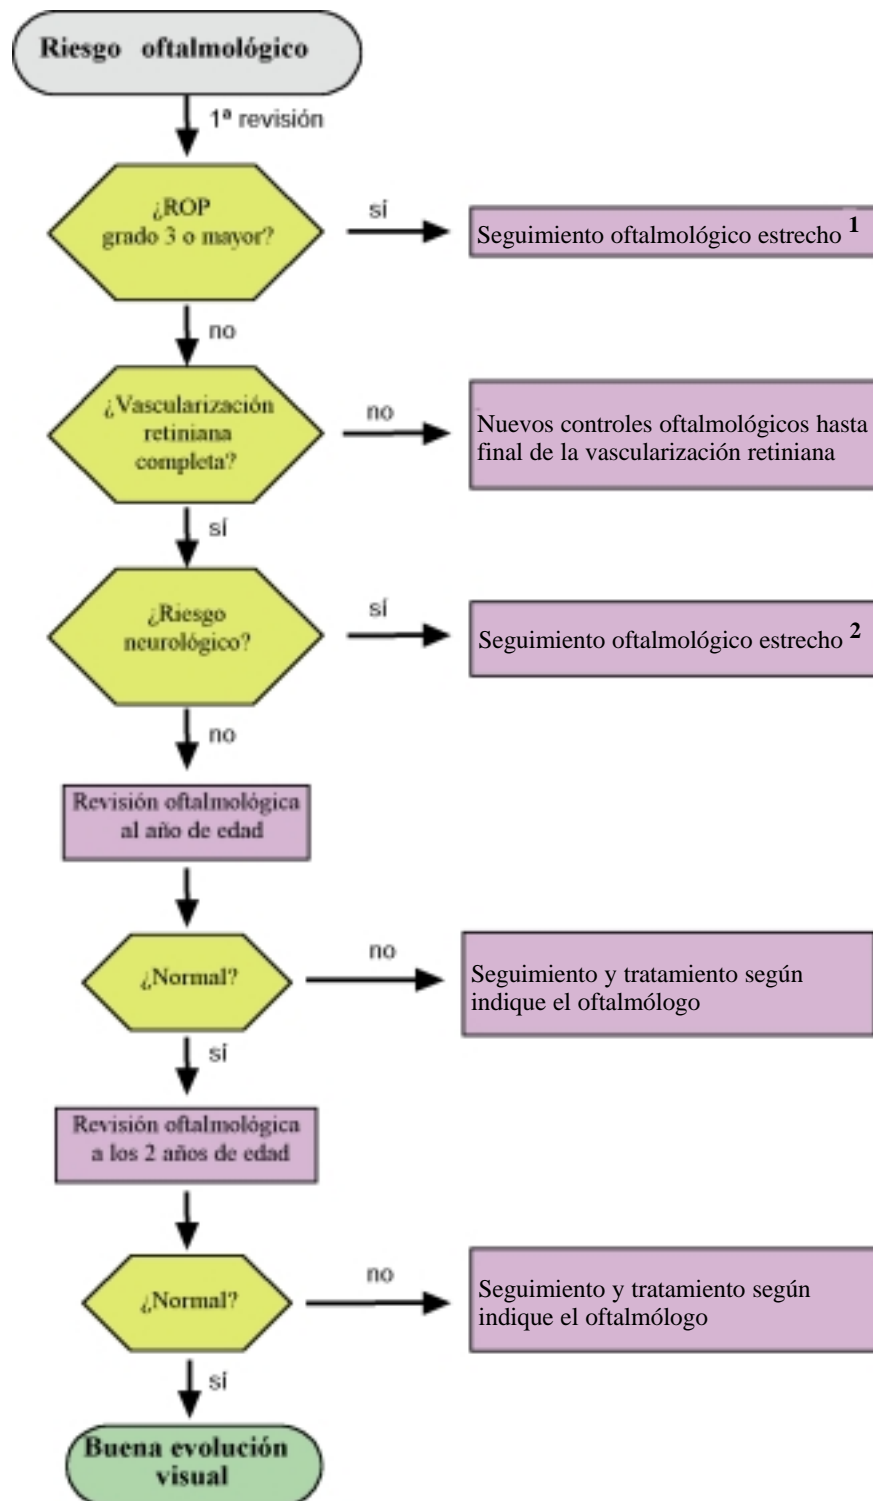 Riesgo oftalmológico
1ª revisión
¿ROP
grado 3 o mayor?
sí
Seguimiento oftalmológico estrecho 1
no
¿Vascularización
retiniana
completa?
no
Nuevos controles oftalmológicos hasta
final de la vascularización retiniana
sí
¿Riesgo
neurológico?
sí
Seguimiento oftalmológico estrecho 2
no
Revisión oftalmológica
al año de edad
¿Normal?
no
Seguimiento y tratamiento según
indique el oftalmólogo
sí
Revisión oftalmológica
a los 2 años de edad
¿Normal?
no
Seguimiento y tratamiento según
indique el oftalmólogo
sí
Buena evolución
visual